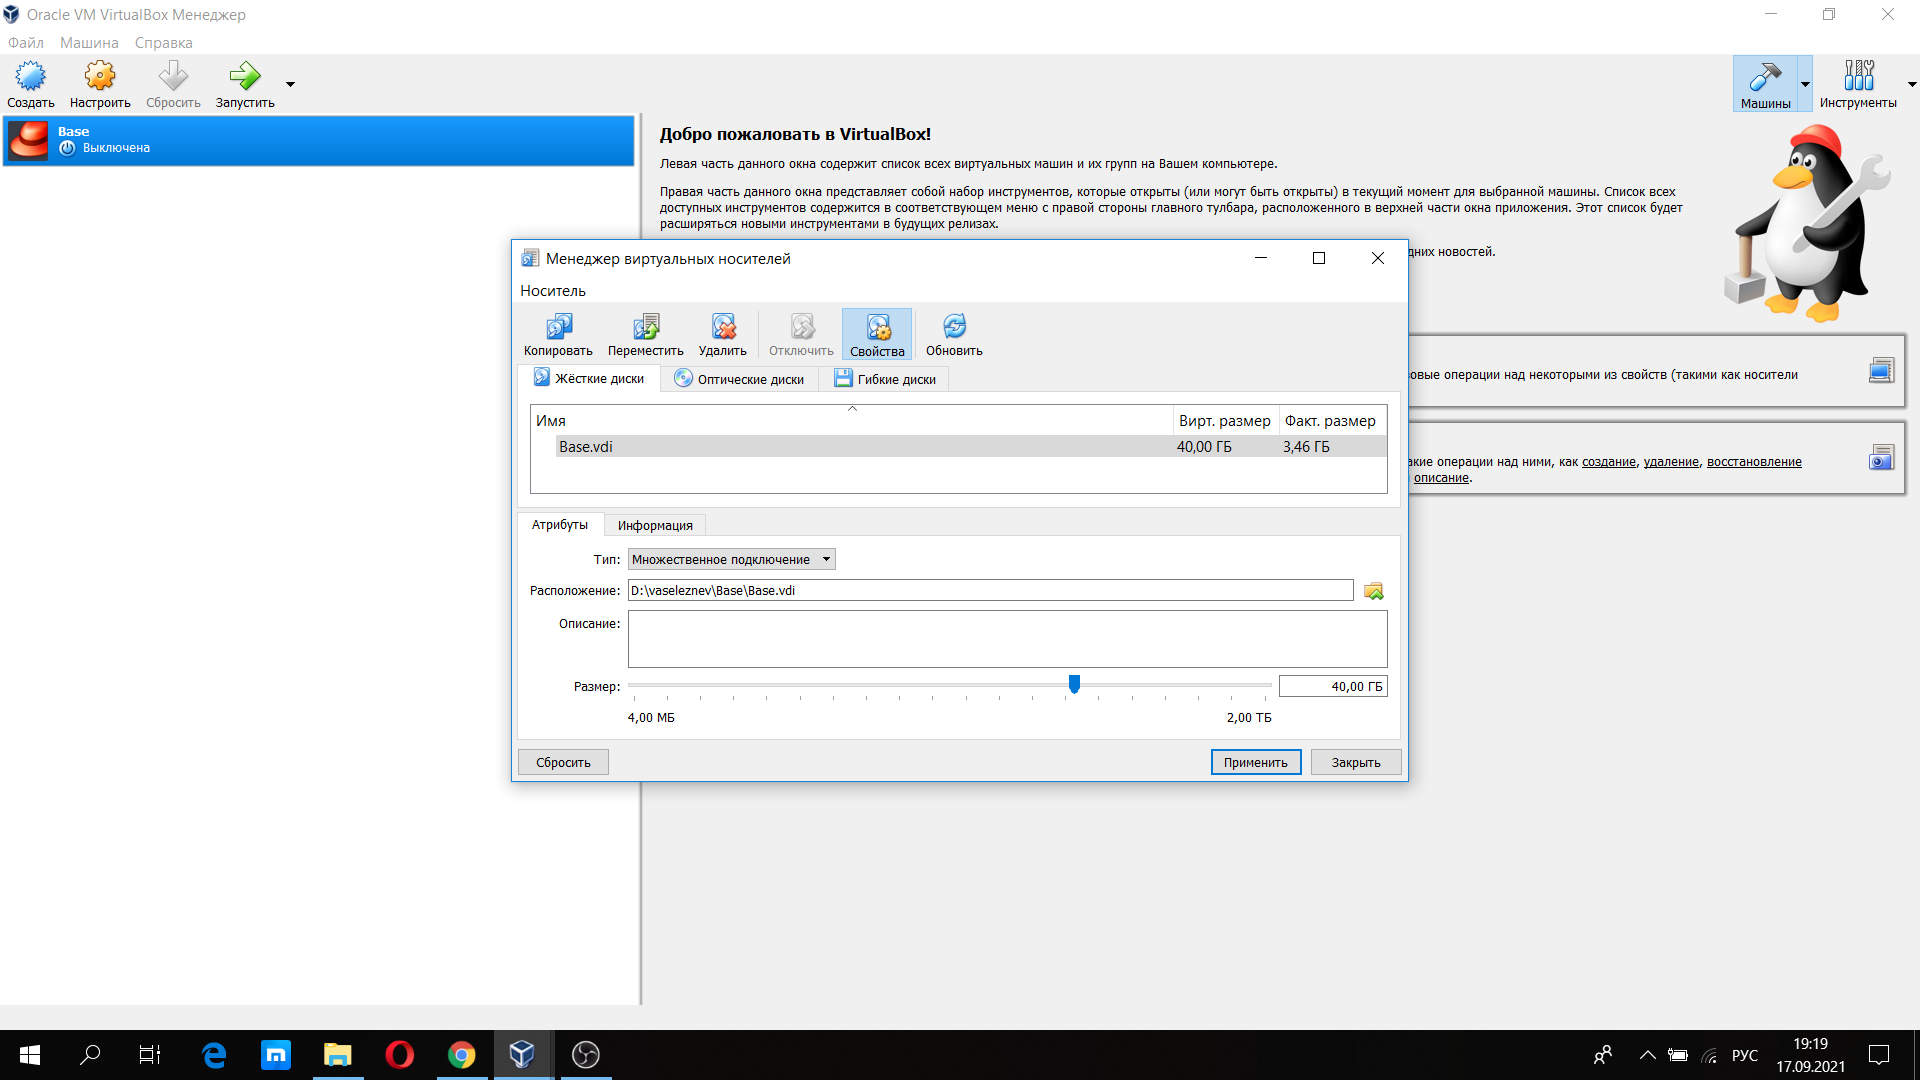 Oracle VM VirtualBox Менеджер
Файл Машина Справка
Создать Настроить Сбросить Запустить
Машины Инструменты
Base
Выключена
Добро пожаловать в VirtualBox!
Левая часть данного окна содержит список всех виртуальных машин и их групп на Вашем компьютере.
Правая часть данного окна представляет собой набор инструментов, которые открыты (или могут быть открыты) в текущий момент для выбранной машины. Список всех
доступных инструментов содержится в соответствующем меню с правой стороны главного тулбара, расположенного в верхней части окна приложения. Этот список будет
расширяться новыми инструментами в будущих релизах.
дних новостей.
овые операции над некоторыми из свойств (такими как носители
акие операции над ними, как создание, удаление, восстановление
описание.
Менеджер виртуальных носителей
Носитель
Копировать Переместить Удалить Отключить Свойства Обновить
Жёсткие диски Оптические диски Гибкие диски
Имя Вирт. размер Факт. размер
Base.vdi 40,00 ГБ 3,46 ГБ
Атрибуты Информация
Тип: Множественное подключение
Расположение: D:\vaseleznev\Base\Base.vdi
Описание:
Размер: 40,00 ГБ
4,00 МБ 2,00 ТБ
Сбросить Применить Закрыть
РУС
19:19
17.09.2021